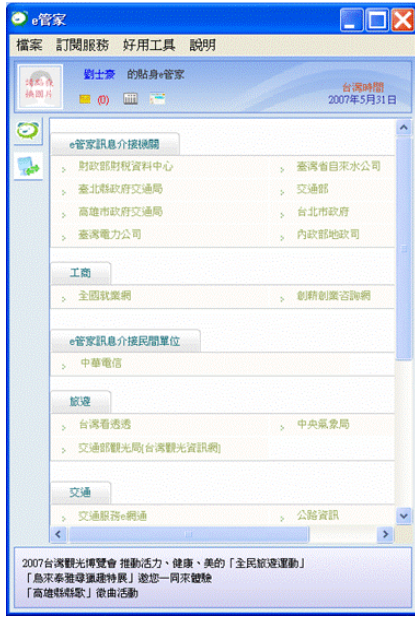 e管家
檔案 訂閱服務 好用工具 說明
請點我
換圖片
劉士豪 的貼身e管家
(0)
台灣時間
2007年5月31日
e管家訊息介接機關
財政部財稅資料中心 臺灣省自來水公司
臺北縣政府交通局 交通部
高雄市政府交通局 台北市政府
臺灣電力公司 內政部地政司
工商
全國就業網 創新創業諮詢網
e管家訊息介接民間單位
中華電信
旅遊
台灣看透透 中央氣象局
交通部觀光局(台灣觀光資訊網)
交通
交通服務e網通 公路資訊
2007台灣觀光博覽會 推動活力、健康、美的「全民旅遊運動」
「烏來泰雅尋獵趣特展」邀您一同來體驗
「高雄縣縣歌」徵曲活動